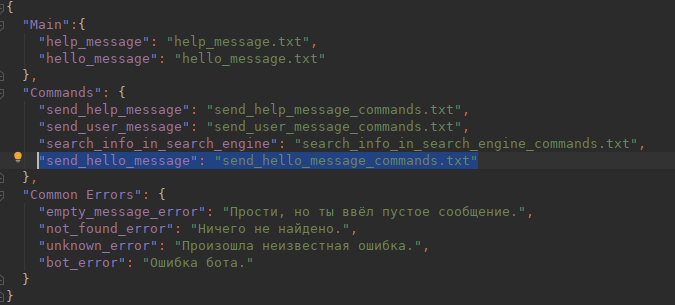 {
"Main":{
"help_message": "help_message.txt",
"hello_message": "hello_message.txt"
},
"Commands": {
"send_help_message": "send_help_message_commands.txt",
"send_user_message": "send_user_message_commands.txt",
"search_info_in_search_engine": "search_info_in_search_engine_commands.txt",
"send_hello_message": "send_hello_message_commands.txt"
},
"Common Errors": {
"empty_message_error": "Прости, но ты ввёл пустое сообщение.",
"not_found_error": "Ничего не найдено.",
"unknown_error": "Произошла неизвестная ошибка.",
"bot_error": "Ошибка бота."
}
}